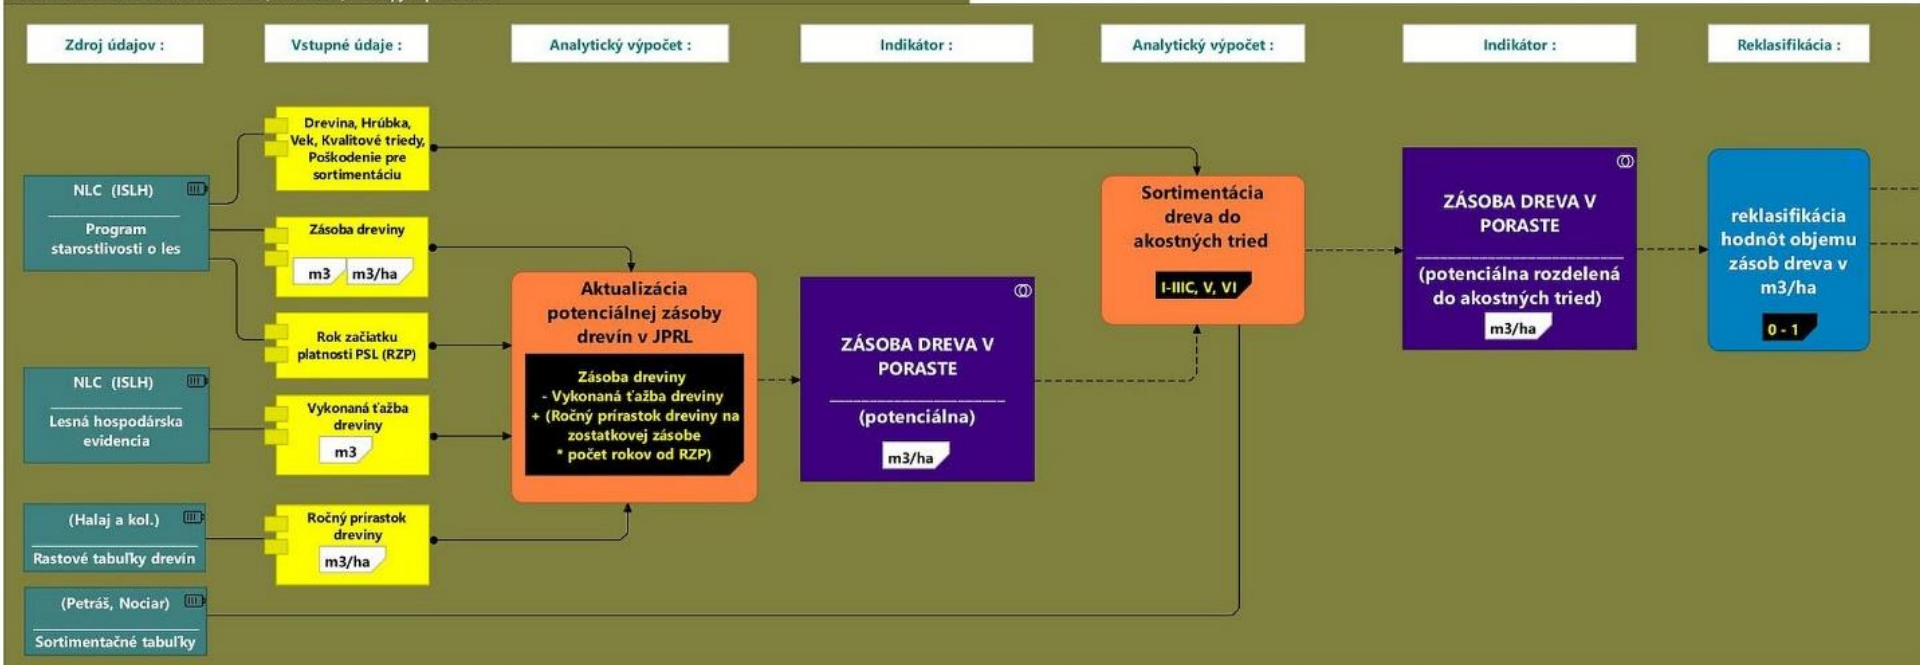 Zdroj údajov :
Vstupné údaje :
Analytický výpočet :
Indikátor :
Analytický výpočet :
Indikátor :
Reklasifikácia :
NLC (ISLH)
Program
starostlivosti o les
NLC (ISLH)
Lesná hospodárska
evidencia
(Halaj a kol.)
Rastové tabuľky drevín
(Petráš, Nociar)
Sortimentačné tabuľky
Drevina, Hrúbka,
Vek, Kvalitové triedy,
Poškodenie pre
sortimentáciu
Zásoba dreviny
m3
m3/ha
Rok začiatku
platnosti PSL (RZP)
Vykonaná ťažba
dreviny
m3
Ročný prírastok
dreviny
m3/ha
Aktualizácia
potenciálnej zásoby
drevín v JPRL
Zásoba dreviny
- Vykonaná ťažba dreviny
+ (Ročný prírastok dreviny na
zostatkovej zásobe
* počet rokov od RZP)
ZÁSOBA DREVA V
PORASTE
(potenciálna)
m3/ha
Sortimentácia
dreva do
akostných tried
I-IIIC, V, VI
ZÁSOBA DREVA V
PORASTE
(potenciálna rozdelená
do akostných tried)
m3/ha
reklasifikácia
hodnôt objemu
zásob dreva v
m3/ha
0 - 1